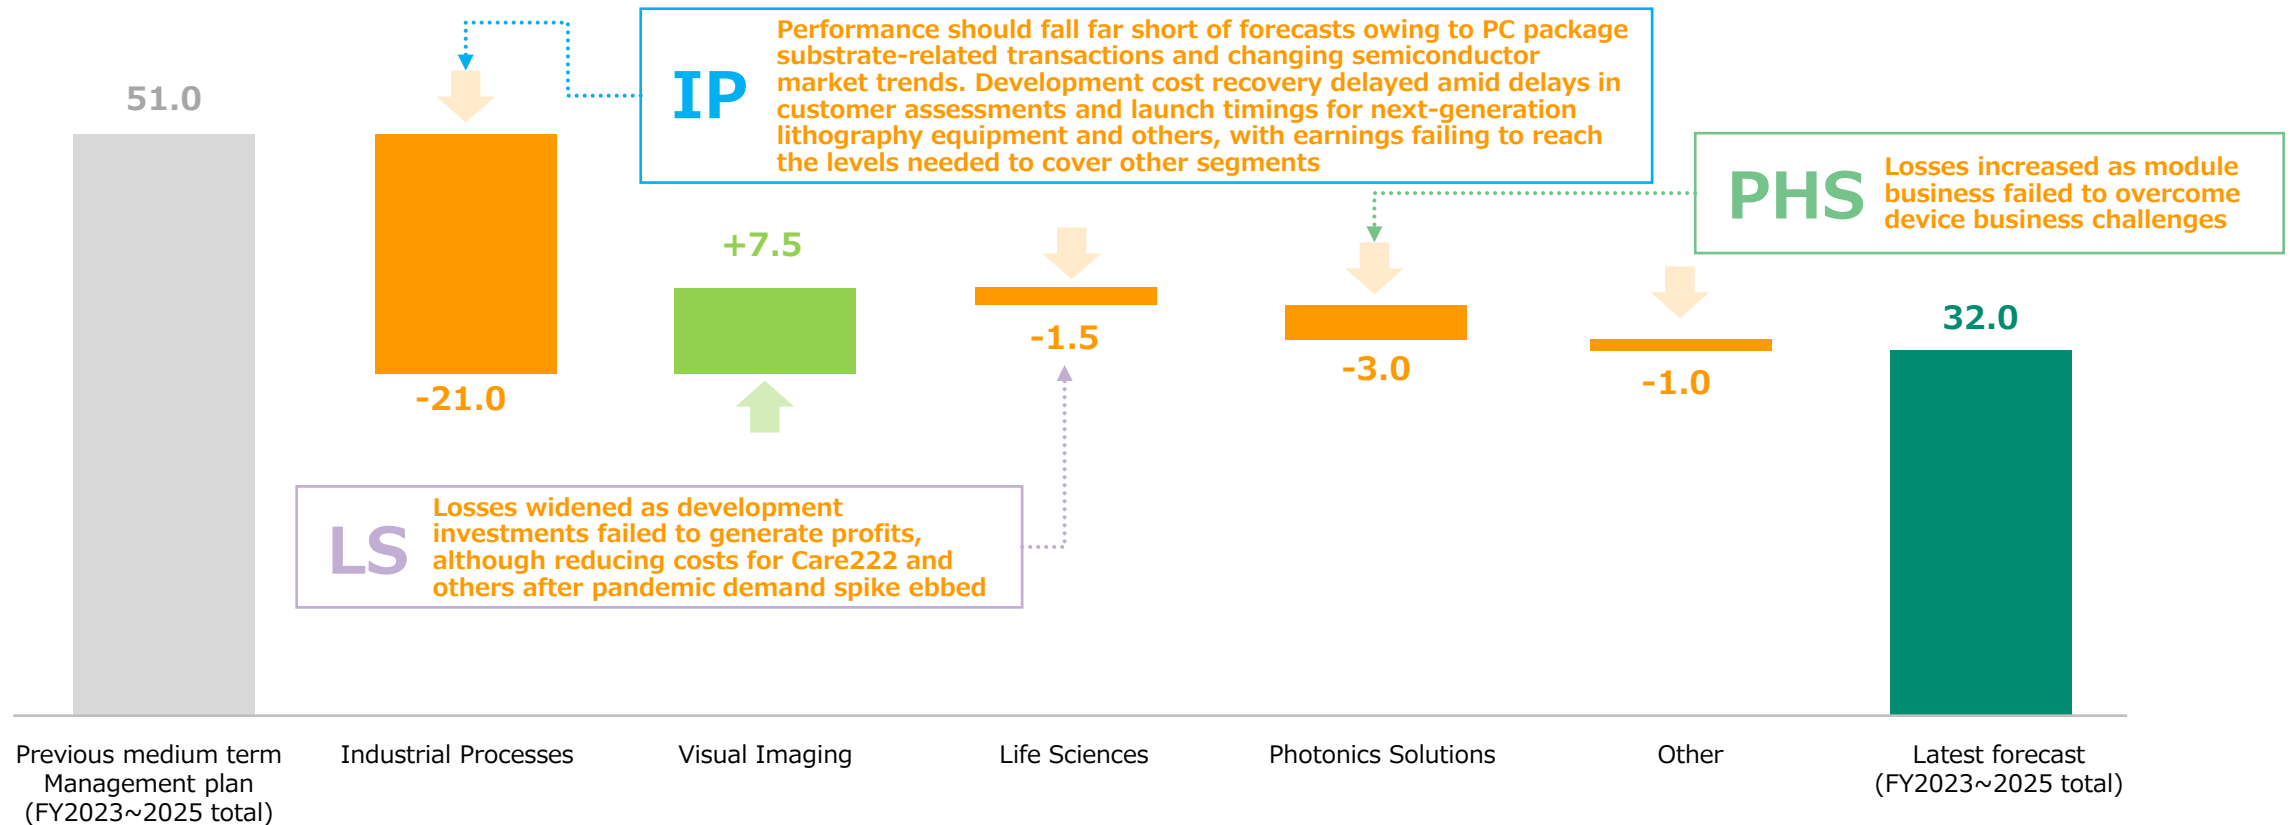 51.0
-21.0
IP
Performance should fall far short of forecasts owing to PC package
substrate-related transactions and changing semiconductor
market trends. Development cost recovery delayed amid delays in
customer assessments and launch timings for next-generation
lithography equipment and others, with earnings failing to reach
the levels needed to cover other segments
PHS
Losses increased as module
business failed to overcome
device business challenges
+7.5
-1.5
-3.0
-1.0
32.0
LS
Losses widened as development
investments failed to generate profits,
although reducing costs for Care222 and
others after pandemic demand spike ebbed
Previous medium term
Management plan
(FY2023~2025 total)
Industrial Processes
Visual Imaging
Life Sciences
Photonics Solutions
Other
Latest forecast
(FY2023~2025 total)